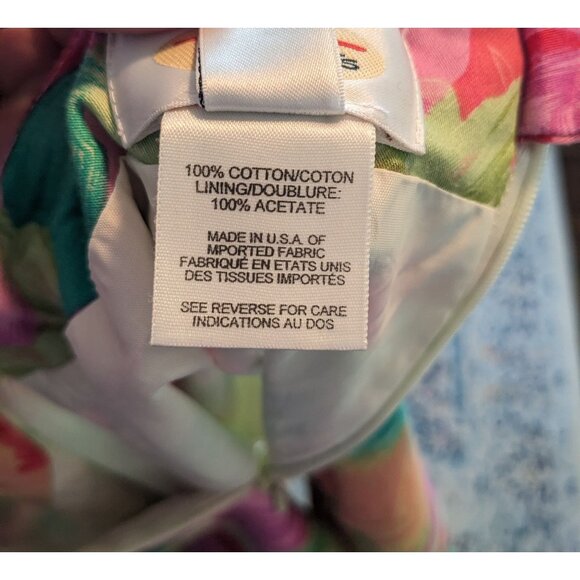 100% COTTON/COTON
LINING/DOUBLURE:
100% ACETATE
MADE IN U.S.A. OF
MPORTED FABRIC
FABRIQUÉ EN ETATS UNIS
DES TISSUES IMPORTÉS
SEE REVERSE FOR CARE
INDICATIONS AU DOS